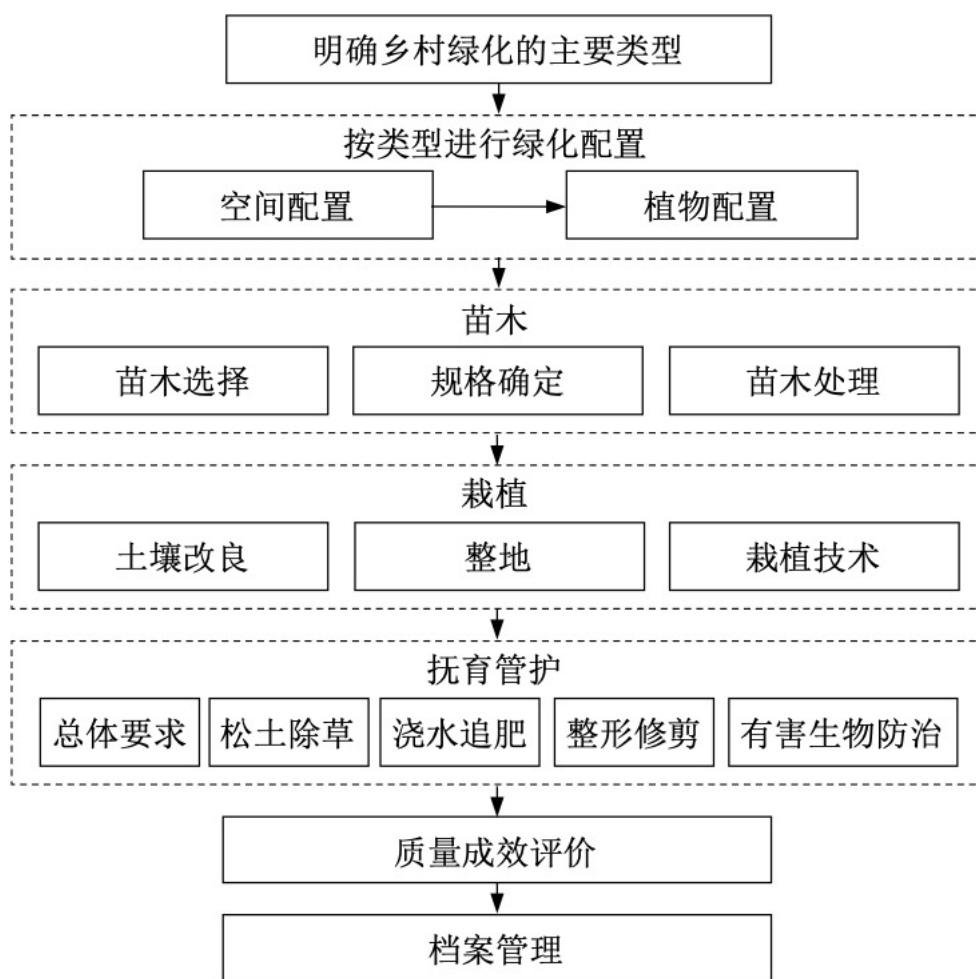 明确乡村绿化的主要类型
按类型进行绿化配置
空间配置
植物配置
苗木
苗木选择
规格确定
苗木处理
栽植
土壤改良
整地
栽植技术
抚育管护
总体要求
松土除草
浇水追肥
整形修剪
有害生物防治
质量成效评价
档案管理